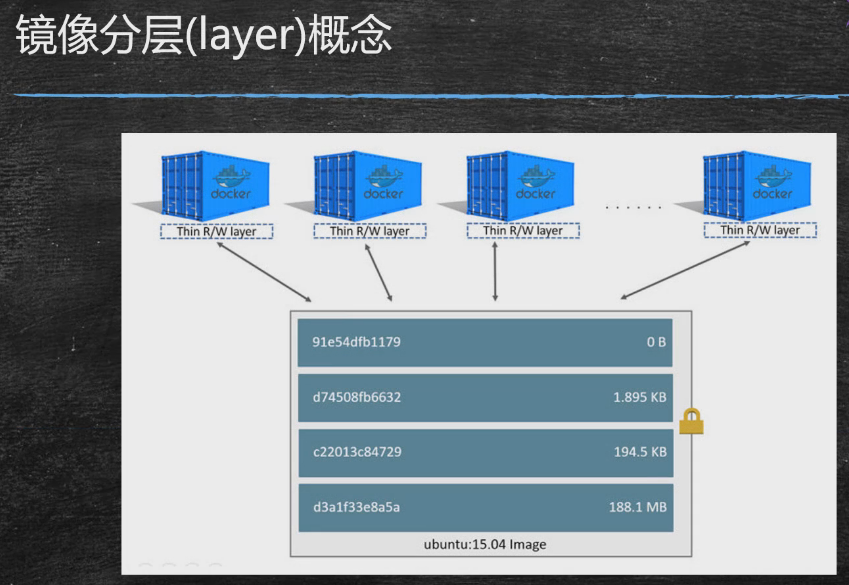 镜像分层(layer)概念
docker docker docker docker
Thin R/W layer Thin R/W layer Thin R/W layer ...... Thin R/W layer
91e54dfb1179 0 B
d74508fb6632 1.895 KB
c22013c84729 194.5 KB
d3a1f33e8a5a 188.1 MB
ubuntu:15.04 Image